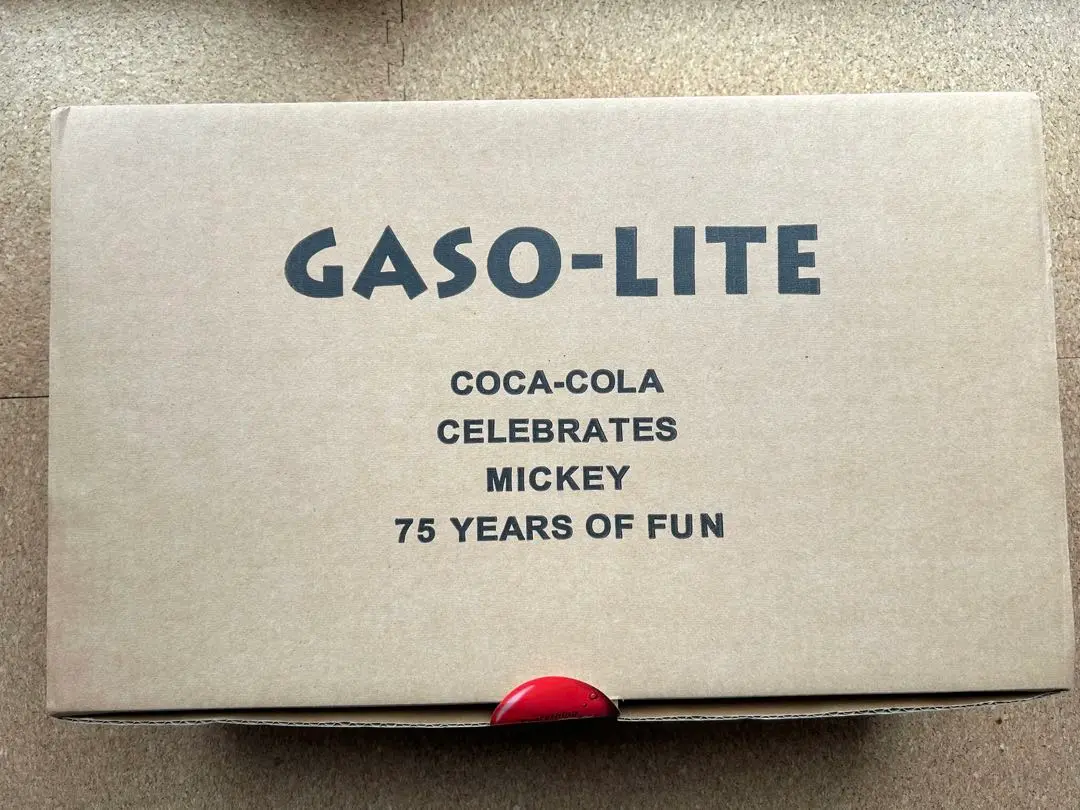 GASO-LITE
COCA-COLA
CELEBRATES
MICKEY
75 YEARS OF FUN